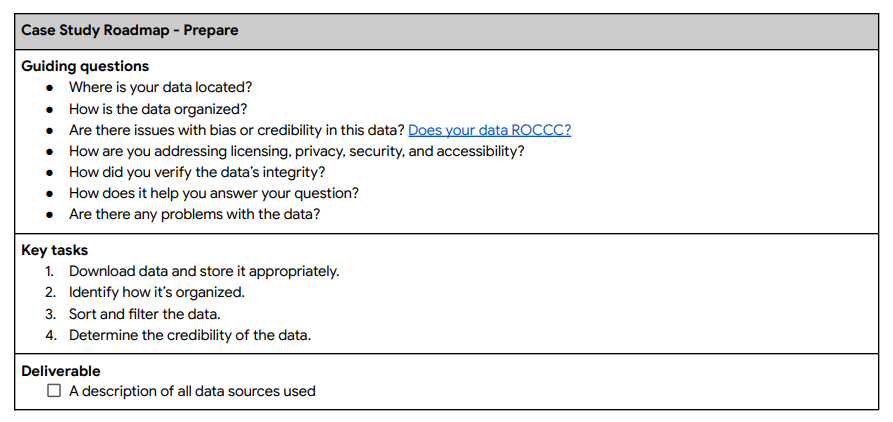 Case Study Roadmap - Prepare
Guiding questions
● Where is your data located?
● How is the data organized?
● Are there issues with bias or credibility in this data? Does your data ROCCC?
● How are you addressing licensing, privacy, security, and accessibility?
● How did you verify the data’s integrity?
● How does it help you answer your question?
● Are there any problems with the data?
Key tasks
1. Download data and store it appropriately.
2. Identify how it’s organized.
3. Sort and filter the data.
4. Determine the credibility of the data.
Deliverable
☐ A description of all data sources used